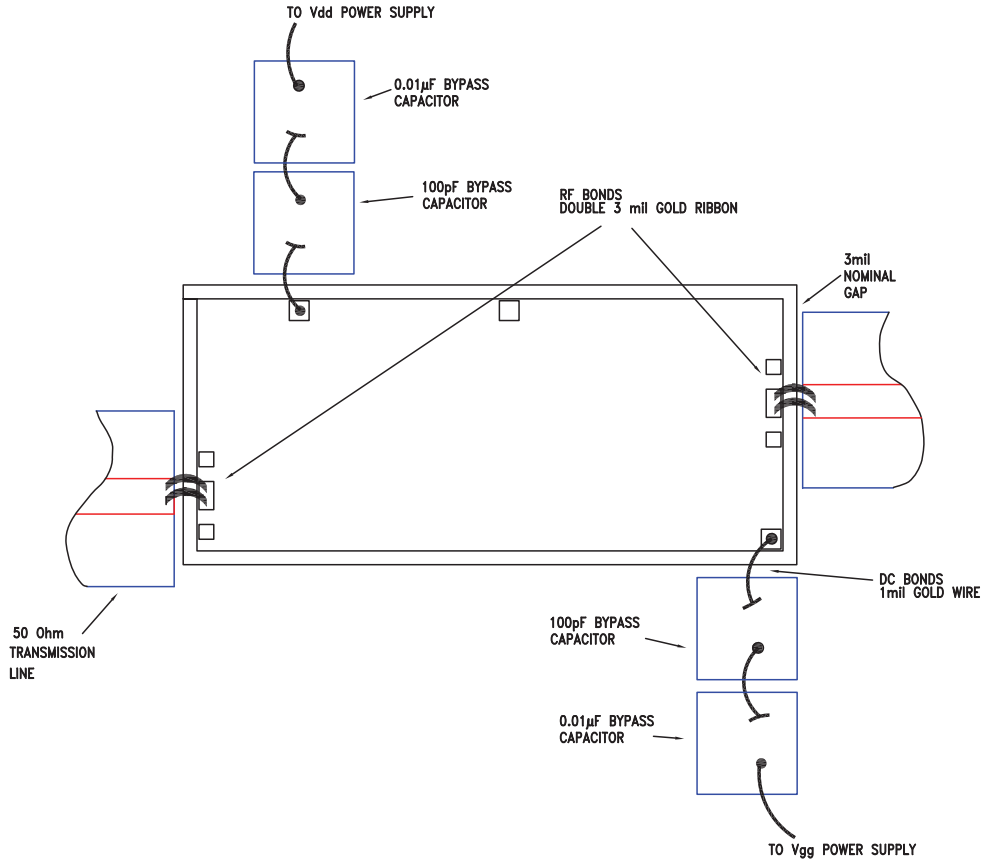 TO Vdd POWER SUPPLY
0.01µF BYPASS
CAPACITOR
100pF BYPASS
CAPACITOR
RF BONDS
DOUBLE 3 mil GOLD RIBBON
3mil
NOMINAL
GAP
50 Ohm
TRANSMISSION
LINE
DC BONDS
1mil GOLD WIRE
100pF BYPASS
CAPACITOR
0.01µF BYPASS
CAPACITOR
TO Vgg POWER SUPPLY